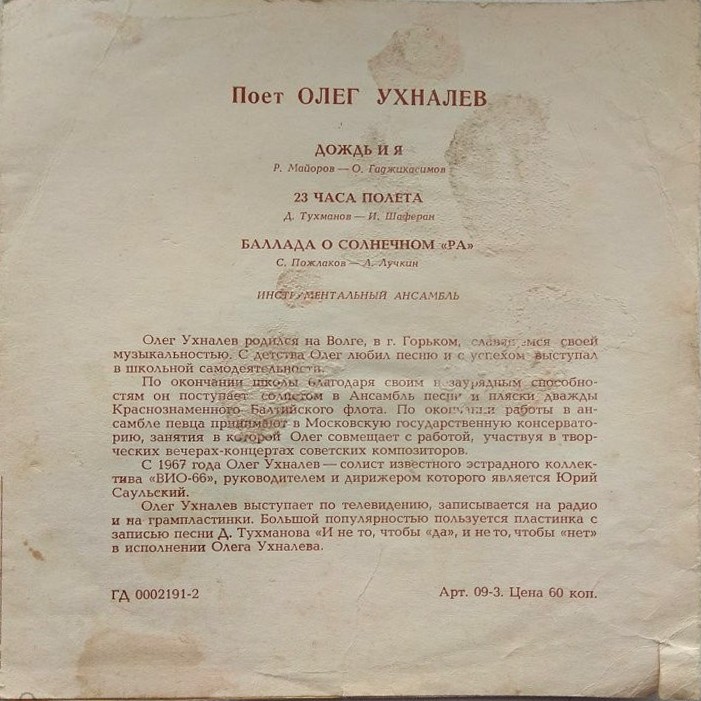 Поет ОЛЕГ УХНАЛЕВ
ДОЖДЬ И Я
Р. Майоров — О. Гаджикасимов
23 ЧАСА ПОЛЕТА
Д. Тухманов — И. Шаферан
БАЛЛАДА О СОЛНЕЧНОМ «РА»
С. Пожлаков — Л. Лучкин
ИНСТРУМЕНТАЛЬНЫЙ АНСАМБЛЬ
Олег Ухналев родился на Волге, в г. Горьком, славящемся своей
музыкальностью. С детства Олег любил песню и с успехом выступал
в школьной самодеятельности.
По окончании школы благодаря своим незаурядным способно-
стям он поступает солистом в Ансамбль песни и пляски дважды
Краснознаменного Балтийского флота. По окончании работы в ан-
самбле певца принимают в Московскую государственную консервато-
рию, занятия в которой Олег совмещает с работой, участвуя в твор-
ческих вечерах-концертах советских композиторов.
С 1967 года Олег Ухналев — солист известного эстрадного коллек-
тива «ВИО-66», руководителем и дирижером которого является Юрий
Саульский.
Олег Ухналев выступает по телевидению, записывается на радио
и на грампластинки. Большой популярностью пользуется пластинка с
записью песни Д. Тухманова «И не то, чтобы «да», и не то, чтобы «нет»
в исполнении Олега Ухналева.
ГД 0002191-2
Арт. 09-3. Цена 60 коп.